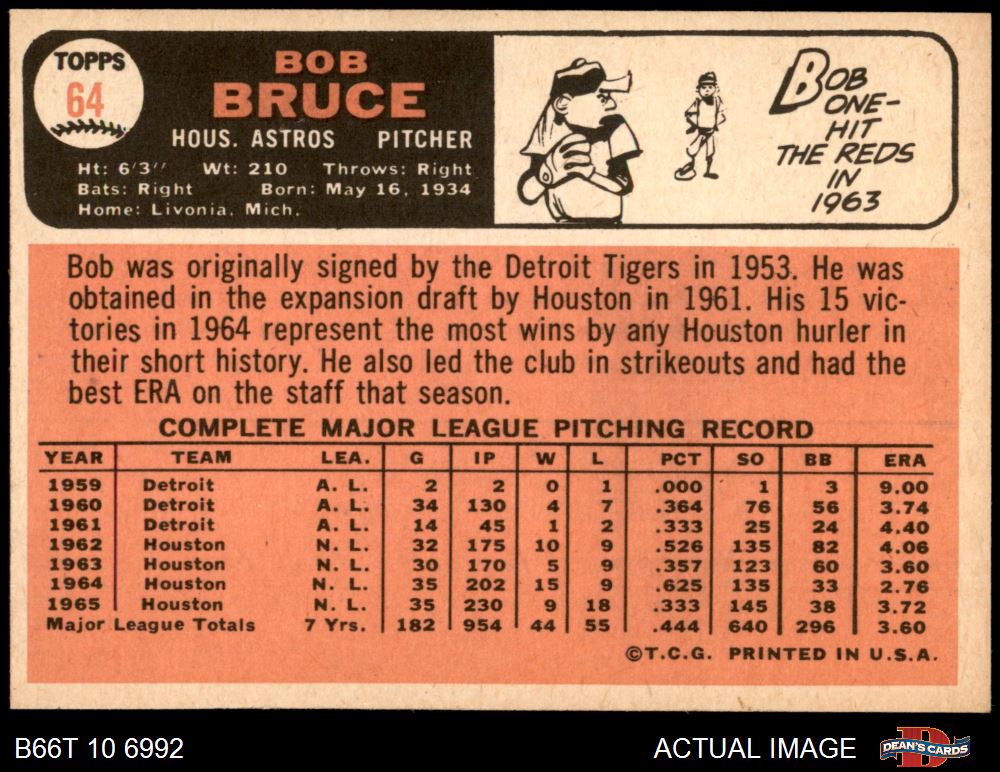 TOPPS
64
BOB
BRUCE
HOUS. ASTROS PITCHER
Ht: 6'3" Wt: 210 Throws: Right
Bats: Right Born: May 16, 1934
Home: Livonia, Mich.
BOB
ONE-
HIT
THE REDS
IN
1963
Bob was originally signed by the Detroit Tigers in 1953. He was
obtained in the expansion draft by Houston in 1961. His 15 vic-
tories in 1964 represent the most wins by any Houston hurler in
their short history. He also led the club in strikeouts and had the
best ERA on the staff that season.
COMPLETE MAJOR LEAGUE PITCHING RECORD
YEAR TEAM LEA. G IP W L PCT SO BB ERA
1959 Detroit A. L. 2 2 0 1 .000 1 3 9.00
1960 Detroit A. L. 34 130 4 7 .364 76 56 3.74
1961 Detroit A. L. 14 45 1 2 .333 25 24 4.40
1962 Houston N. L. 32 175 10 9 .526 135 82 4.06
1963 Houston N. L. 30 170 5 9 .357 123 60 3.60
1964 Houston N. L. 35 202 15 9 .625 135 33 2.76
1965 Houston N. L. 35 230 9 18 .333 145 38 3.72
Major League Totals 7 Yrs. 182 954 44 55 .444 640 296 3.60
©T.C.G. PRINTED IN U.S.A.
B66T 10 6992 ACTUAL IMAGE DEAN'S CARDS